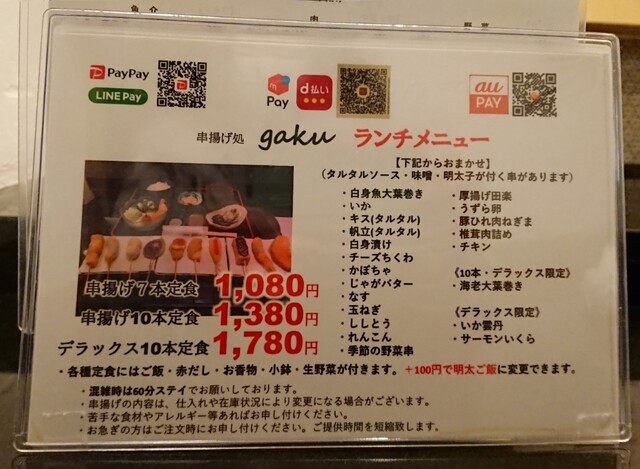 魚介
肉
野菜
PayPay
LINE Pay
Pay
d払い
au PAY
串揚げ処 gaku ランチメニュー
【下記からおまかせ】
(タルタルソース・味噌・明太子が付く串があります)
・白身魚大葉巻き
・いか
・キス(タルタル)
・帆立(タルタル)
・白身漬け
・チーズちくわ
・かぼちゃ
・じゃがバター
・なす
・玉ねぎ
・ししとう
・れんこん
・季節の野菜串
・厚揚げ田楽
・うずら卵
・豚ひれ肉ねぎま
・椎茸肉詰め
・チキン
《10本・デラックス限定》
・海老大葉巻き
《デラックス限定》
・いか雲丹
・サーモンいくら
串揚げ7本定食 1,080円
串揚げ10本定食 1,380円
デラックス10本定食 1,780円
・各種定食にはご飯・赤だし・お香物・小鉢・生野菜が付きます。＋100円で明太ご飯に変更できます。
・混雑時は60分ステイでお願いしております。
・串揚げの内容は、仕入れや在庫状況により変更になる場合がございます。
・苦手な食材やアレルギー等あればお申し付けください。
・お急ぎの方はご注文時にお申し付けください。ご提供時間を短縮致します。